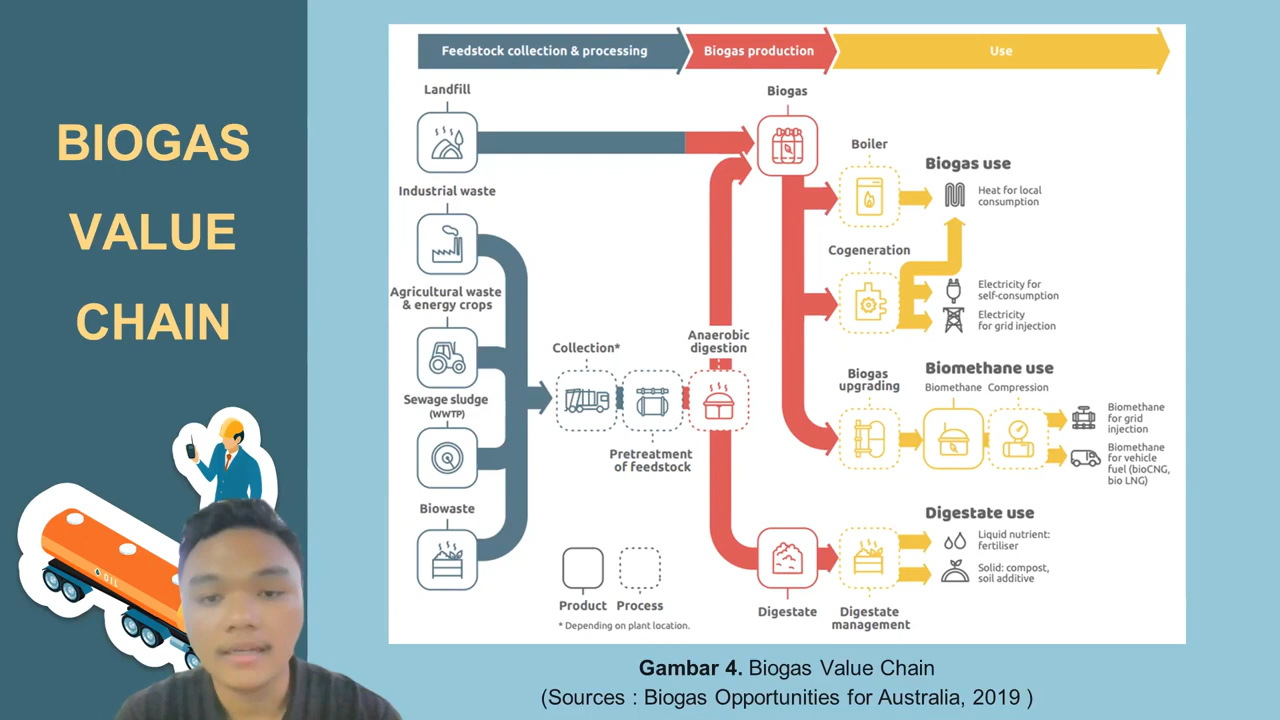 BIOGAS
VALUE
CHAIN
Feedstock collection & processing
Biogas production
Use
Landfill
Industrial waste
Agricultural waste
& energy crops
Sewage sludge
(WWTP)
Biowaste
Collection*
Pretreatment
of feedstock
Anaerobic
digestion
Biogas
Digestate
Boiler
Cogeneration
Biogas
upgrading
Digestate
management
Biogas use
Heat for local
consumption
Electricity for
self-consumption
Electricity
for grid injection
Biomethane use
Biomethane
Compression
Biomethane
for grid
injection
Biomethane
for vehicle
fuel (bioCNG,
bio LNG)
Digestate use
Liquid nutrient:
fertiliser
Solid: compost,
soil additive
Product
Process
* Depending on plant location.
OIL
Gambar 4. Biogas Value Chain
(Sources : Biogas Opportunities for Australia, 2019 )